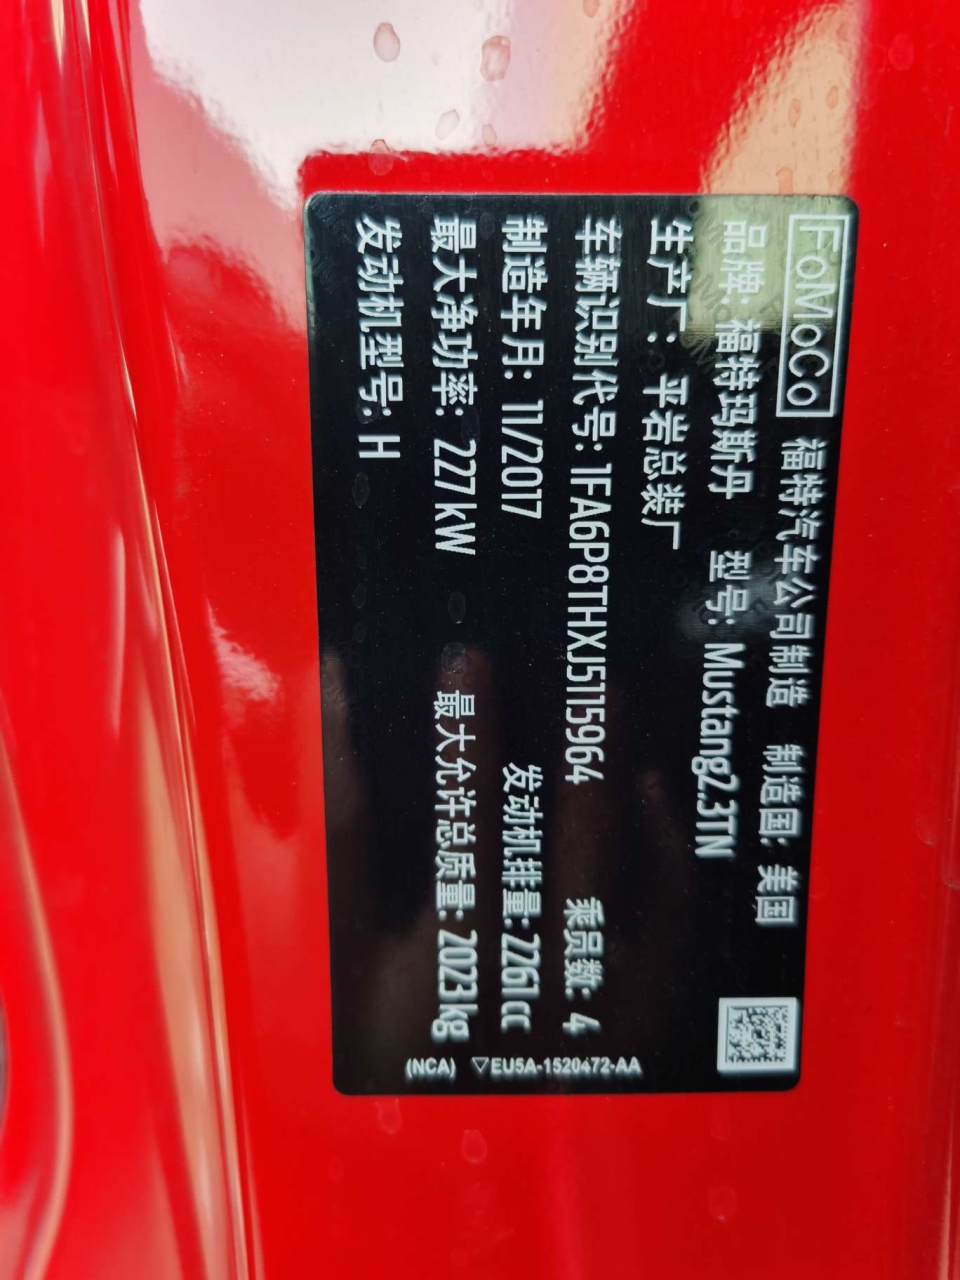 FoMoCo 福特汽车公司制造 制造国: 美国
品牌: 福特玛斯丹 型号: Mustang2.3TN
生产厂: 平岩总装厂
车辆识别代号: 1FA6P8THXJ5115964 乘员数: 4
制造年月: 11/2017 发动机排量: 2261 cc
最大净功率: 227 kW 最大允许总质量: 2023 kg
发动机型号: H
(NCA) ▽EU5A-1520472-AA